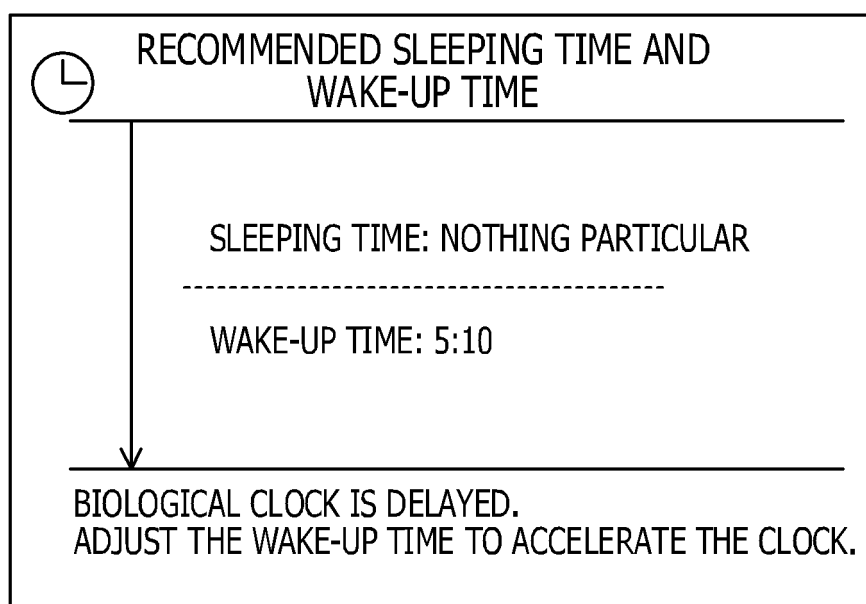 RECOMMENDED SLEEPING TIME AND
WAKE-UP TIME
SLEEPING TIME: NOTHING PARTICULAR
WAKE-UP TIME: 5:10
BIOLOGICAL CLOCK IS DELAYED.
ADJUST THE WAKE-UP TIME TO ACCELERATE THE CLOCK.